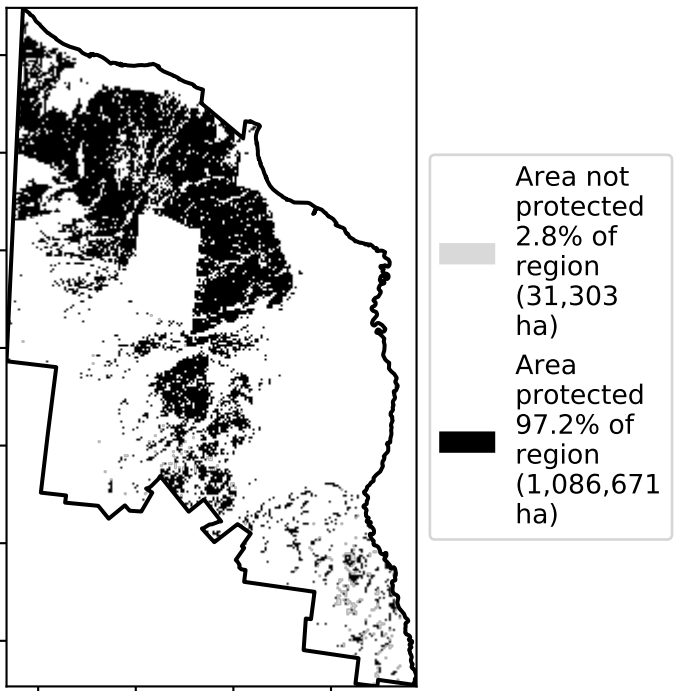 Area not
protected
2.8% of
region
(31,303
ha)
Area
protected
97.2% of
region
(1,086,671
ha)